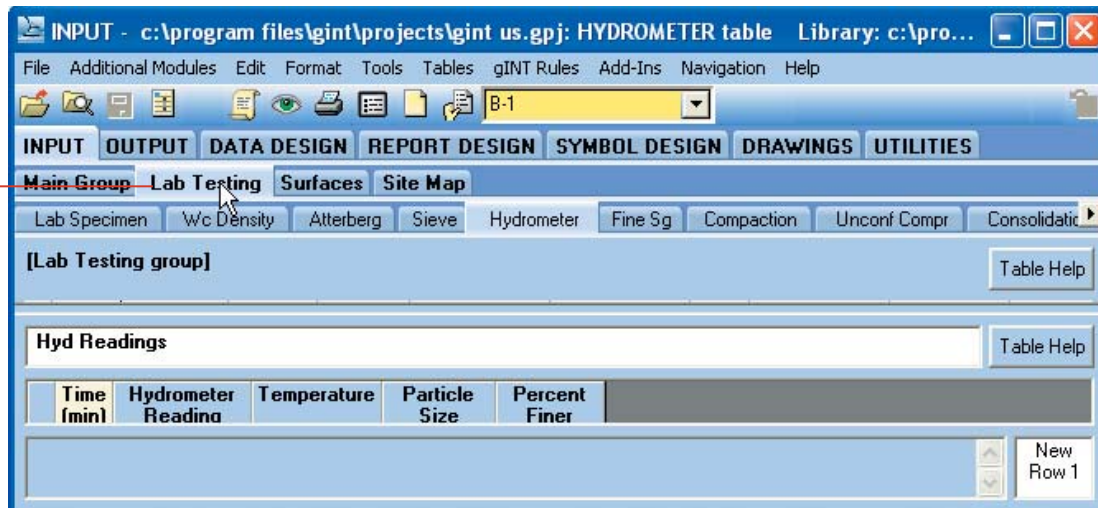 INPUT - c:\program files\gint\projects\gint us.gpj: HYDROMETER table Library: c:\pro...
File Additional Modules Edit Format Tools Tables gINT Rules Add-Ins Navigation Help
B-1
INPUT OUTPUT DATA DESIGN REPORT DESIGN SYMBOL DESIGN DRAWINGS UTILITIES
Main Group Lab Testing Surfaces Site Map
Lab Specimen Wc Density Atterberg Sieve Hydrometer Fine Sg Compaction Unconf Compr Consolidatic
[Lab Testing group]
Table Help
Hyd Readings
Table Help
Time Hydrometer Temperature Particle Percent
(min) Reading Size Finer
New
Row 1